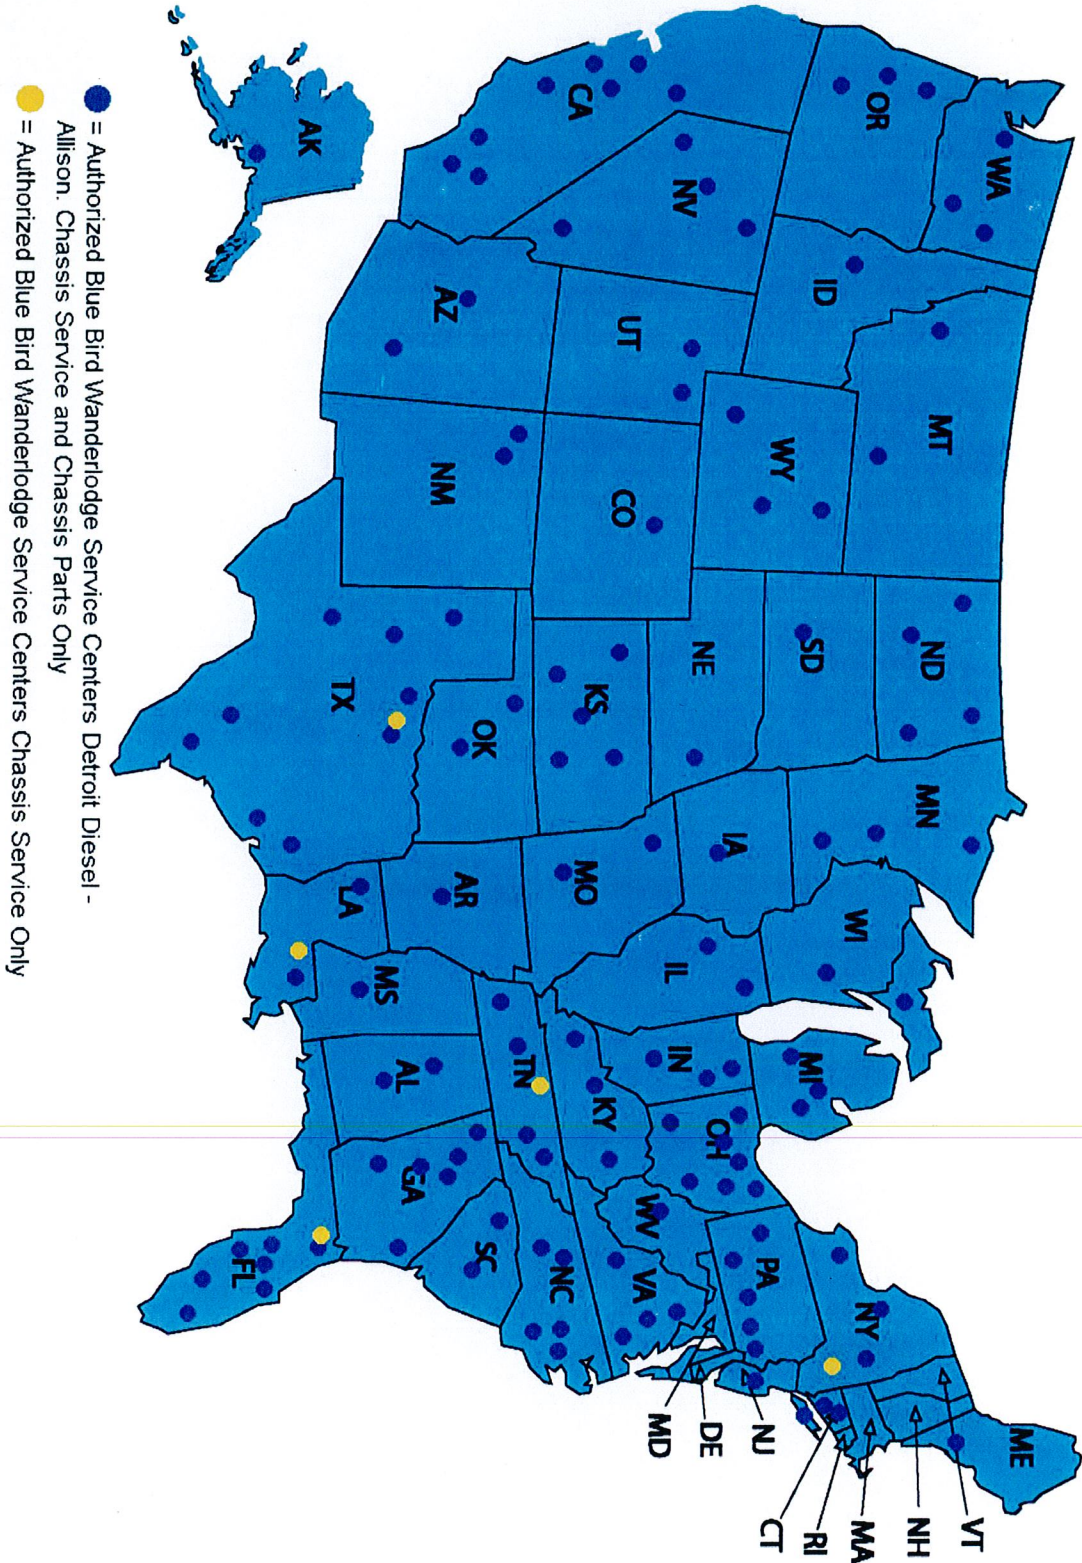 WA
OR
CA
NV
ID
MT
WY
UT
AZ
CO
NM
ND
SD
NE
KS
OK
TX
MN
IA
MO
AR
LA
WI
IL
MS
MI
IN
OH
KY
TN
AL
GA
FL
SC
NC
VA
WV
PA
NY
ME
VT
NH
MA
RI
CT
NJ
DE
MD
AK
= Authorized Blue Bird Wanderlodge Service Centers Detroit Diesel -
Allison. Chassis Service and Chassis Parts Only
= Authorized Blue Bird Wanderlodge Service Centers Chassis Service Only